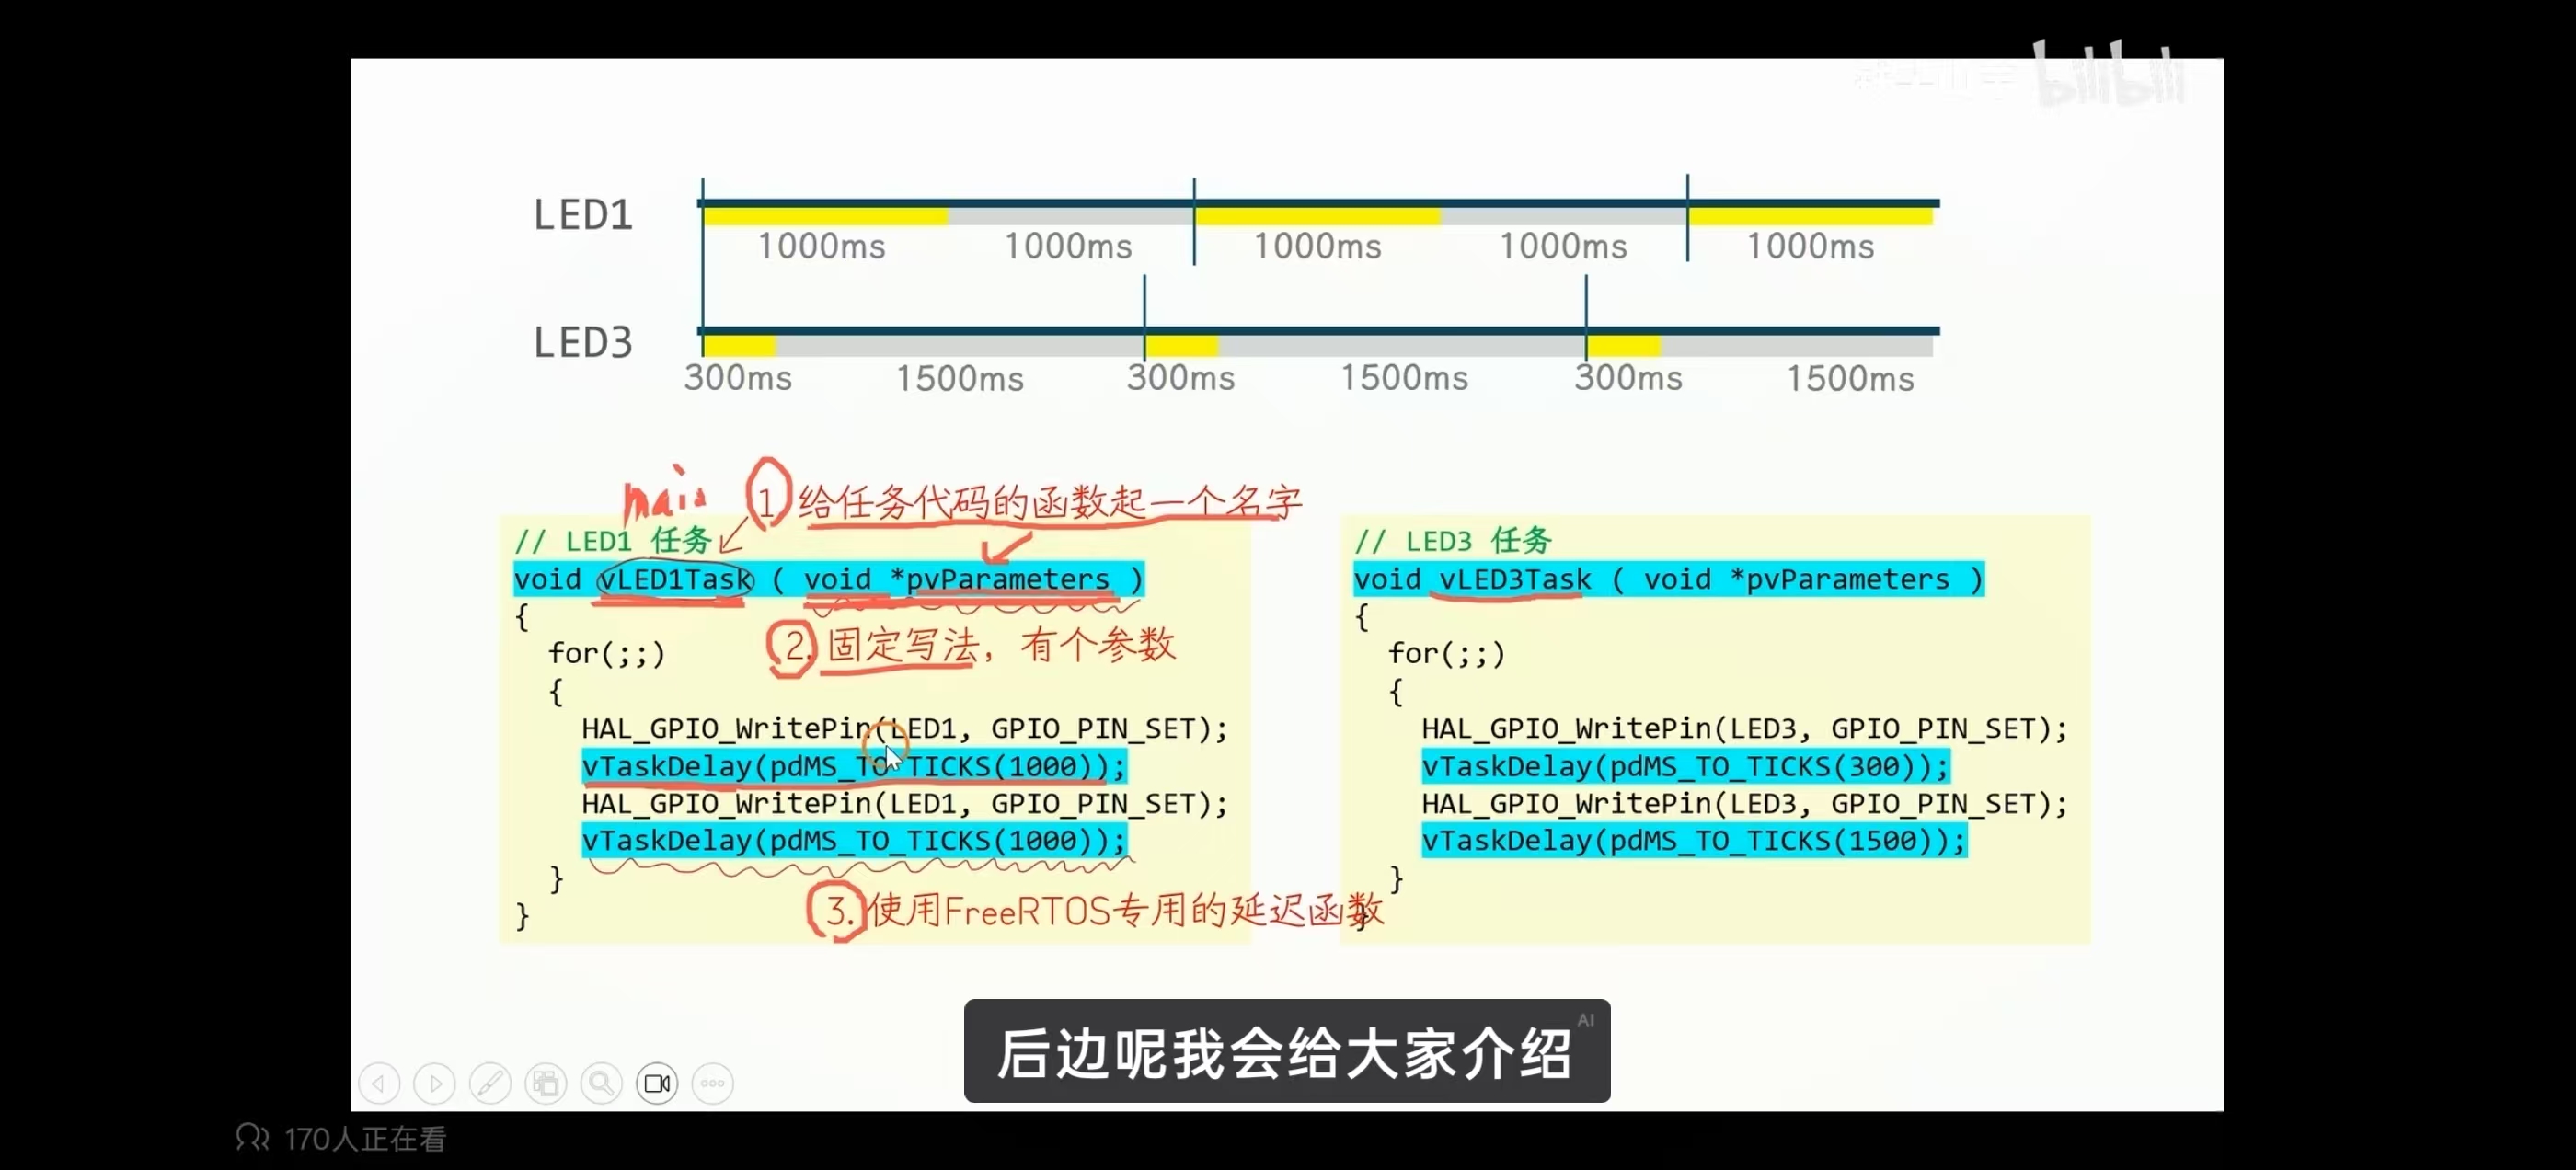 bilibili
LED1
1000ms 1000ms 1000ms 1000ms 1000ms
LED3
300ms 1500ms 300ms 1500ms 300ms 1500ms
main
1 给任务代码的函数起一个名字
// LED1 任务
void vLED1Task ( void *pvParameters )
{
2. 固定写法，有个参数
for(;;)
{
HAL_GPIO_WritePin(LED1, GPIO_PIN_SET);
vTaskDelay(pdMS_TO_TICKS(1000));
HAL_GPIO_WritePin(LED1, GPIO_PIN_SET);
vTaskDelay(pdMS_TO_TICKS(1000));
}
3. 使用FreeRTOS专用的延迟函数
}
// LED3 任务
void vLED3Task ( void *pvParameters )
{
for(;;)
{
HAL_GPIO_WritePin(LED3, GPIO_PIN_SET);
vTaskDelay(pdMS_TO_TICKS(300));
HAL_GPIO_WritePin(LED3, GPIO_PIN_SET);
vTaskDelay(pdMS_TO_TICKS(1500));
}
}
后边呢我会给大家介绍
AI
170人正在看